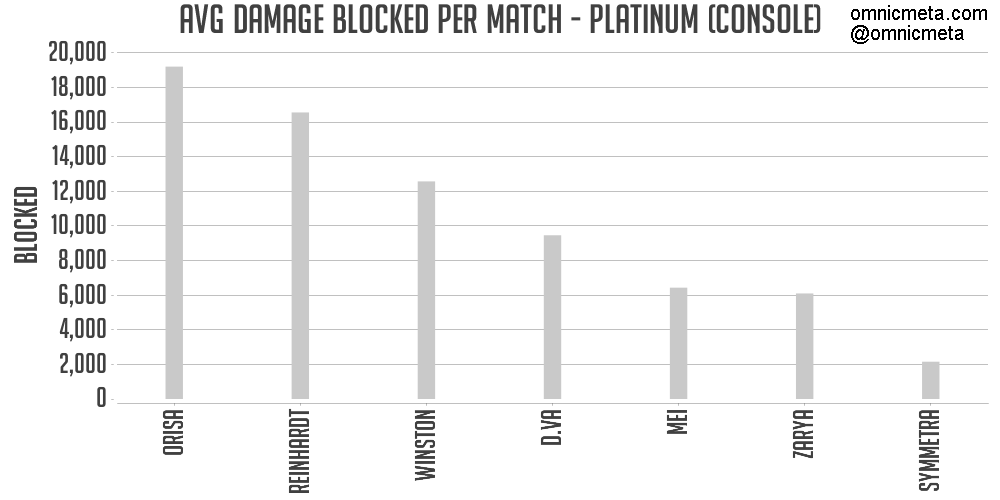 AVG DAMAGE BLOCKED PER MATCH - PLATINUM (CONSOLE)
omnicmeta.com
@omnicmeta
BLOCKED
20,000
18,000
16,000
14,000
12,000
10,000
8,000
6,000
4,000
2,000
0
ORISA
REINHARDT
WINSTON
D.VA
MEI
ZARYA
SYMMETRA